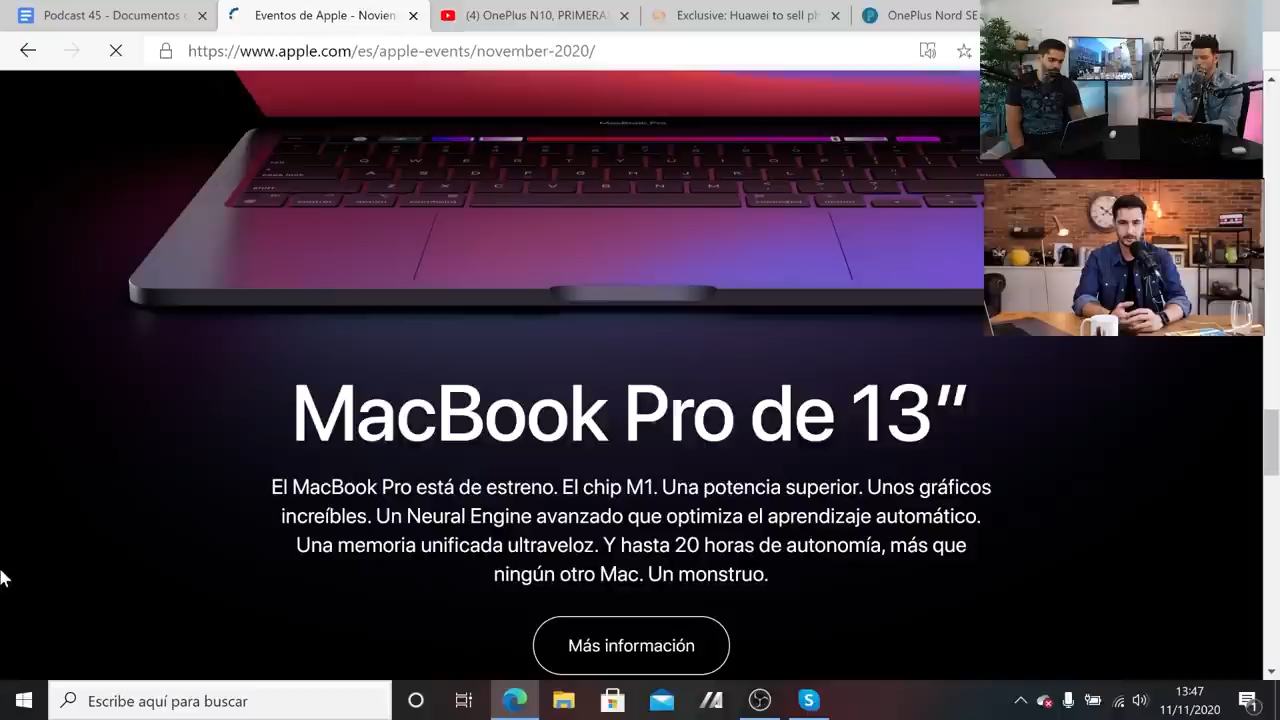 Podcast 45 - Documentos
Eventos de Apple - Novien
(4) OnePlus N10, PRIMERA
Exclusive: Huawei to sell ph
OnePlus Nord SE
https://www.apple.com/es/apple-events/november-2020/
MacBook Pro
MacBook Pro de 13”
El MacBook Pro está de estreno. El chip M1. Una potencia superior. Unos gráficos
increíbles. Un Neural Engine avanzado que optimiza el aprendizaje automático.
Una memoria unificada ultraveloz. Y hasta 20 horas de autonomía, más que
ningún otro Mac. Un monstruo.
Más información
Escribe aquí para buscar
13:47
11/11/2020
1